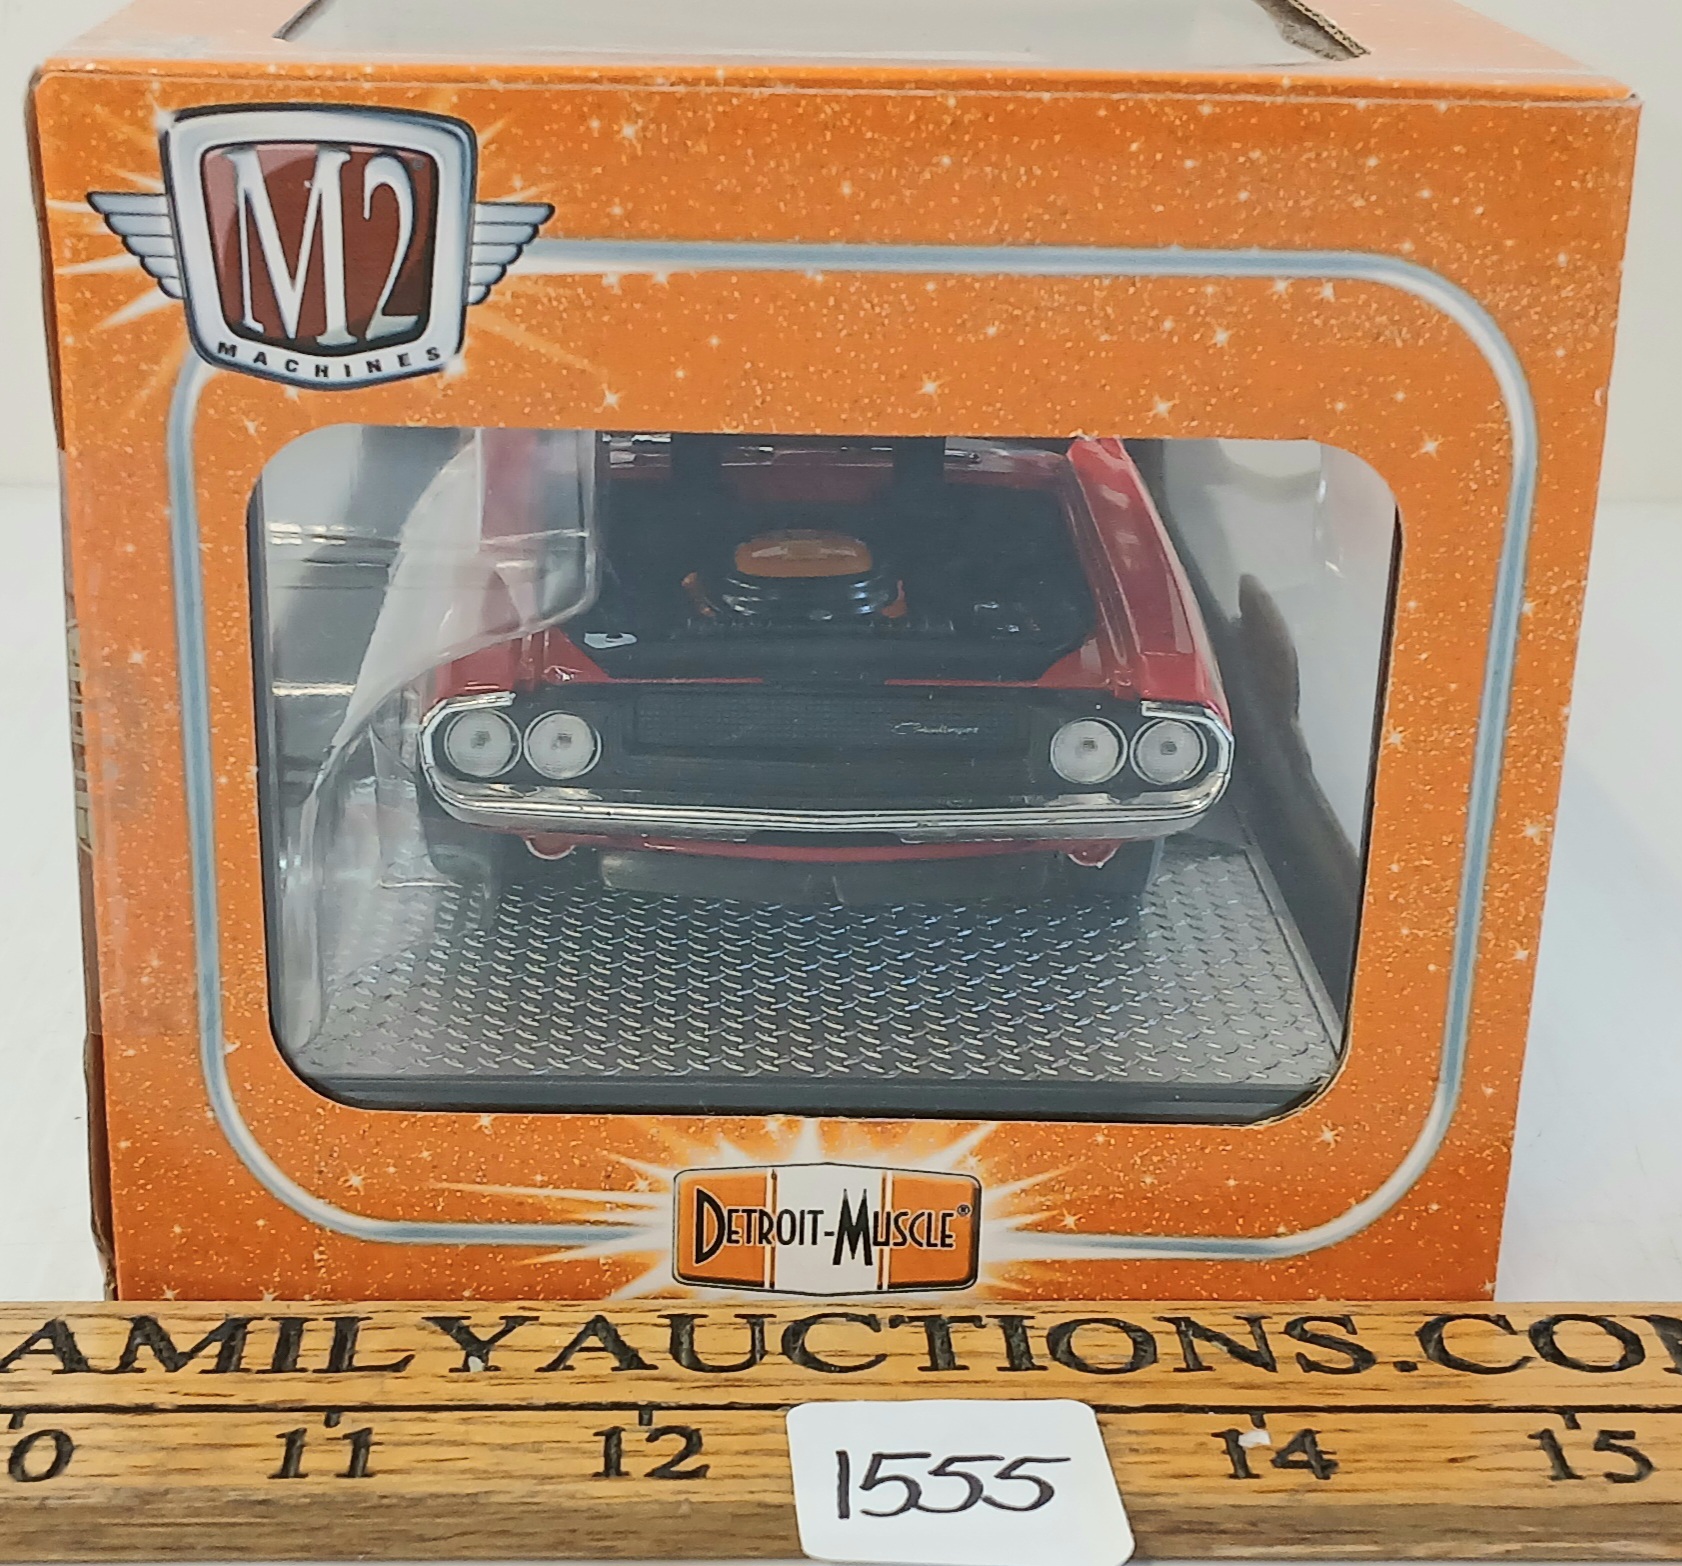 M2
MACHINES
Challenger
DETROIT-MUSCLE®
AMILYAUCTIONS.CO
0 11 12 14 15
1555